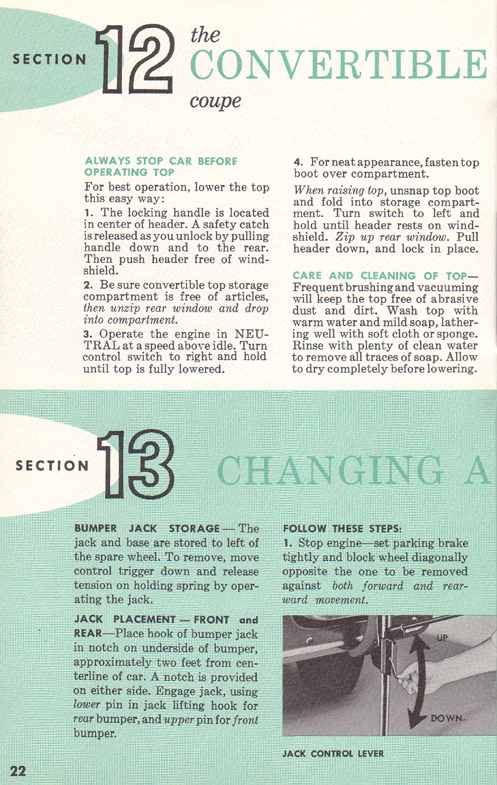 SECTION 12 the
CONVERTIBLE
coupe
ALWAYS STOP CAR BEFORE
OPERATING TOP
For best operation, lower the top
this easy way:
1. The locking handle is located
in center of header. A safety catch
is released as you unlock by pulling
handle down and to the rear.
Then push header free of wind-
shield.
2. Be sure convertible top storage
compartment is free of articles,
then unzip rear window and drop
into compartment.
3. Operate the engine in NEU-
TRAL at a speed above idle. Turn
control switch to right and hold
until top is fully lowered.
4. For neat appearance, fasten top
boot over compartment.
When raising top, unsnap top boot
and fold into storage compart-
ment. Turn switch to left and
hold until header rests on wind-
shield. Zip up rear window. Pull
header down, and lock in place.
CARE AND CLEANING OF TOP—
Frequent brushing and vacuuming
will keep the top free of abrasive
dust and dirt. Wash top with
warm water and mild soap, lather-
ing well with soft cloth or sponge.
Rinse with plenty of clean water
to remove all traces of soap. Allow
to dry completely before lowering.
SECTION 13 CHANGING A
BUMPER JACK STORAGE—The
jack and base are stored to left of
the spare wheel. To remove, move
control trigger down and release
tension on holding spring by oper-
ating the jack.
JACK PLACEMENT—FRONT and
REAR—Place hook of bumper jack
in notch on underside of bumper,
approximately two feet from cen-
terline of car. A notch is provided
on either side. Engage jack, using
lower pin in jack lifting hook for
rear bumper, and upper pin for front
bumper.
FOLLOW THESE STEPS:
1. Stop engine—set parking brake
tightly and block wheel diagonally
opposite the one to be removed
against both forward and rear-
ward movement.
UP
DOWN
JACK CONTROL LEVER
22